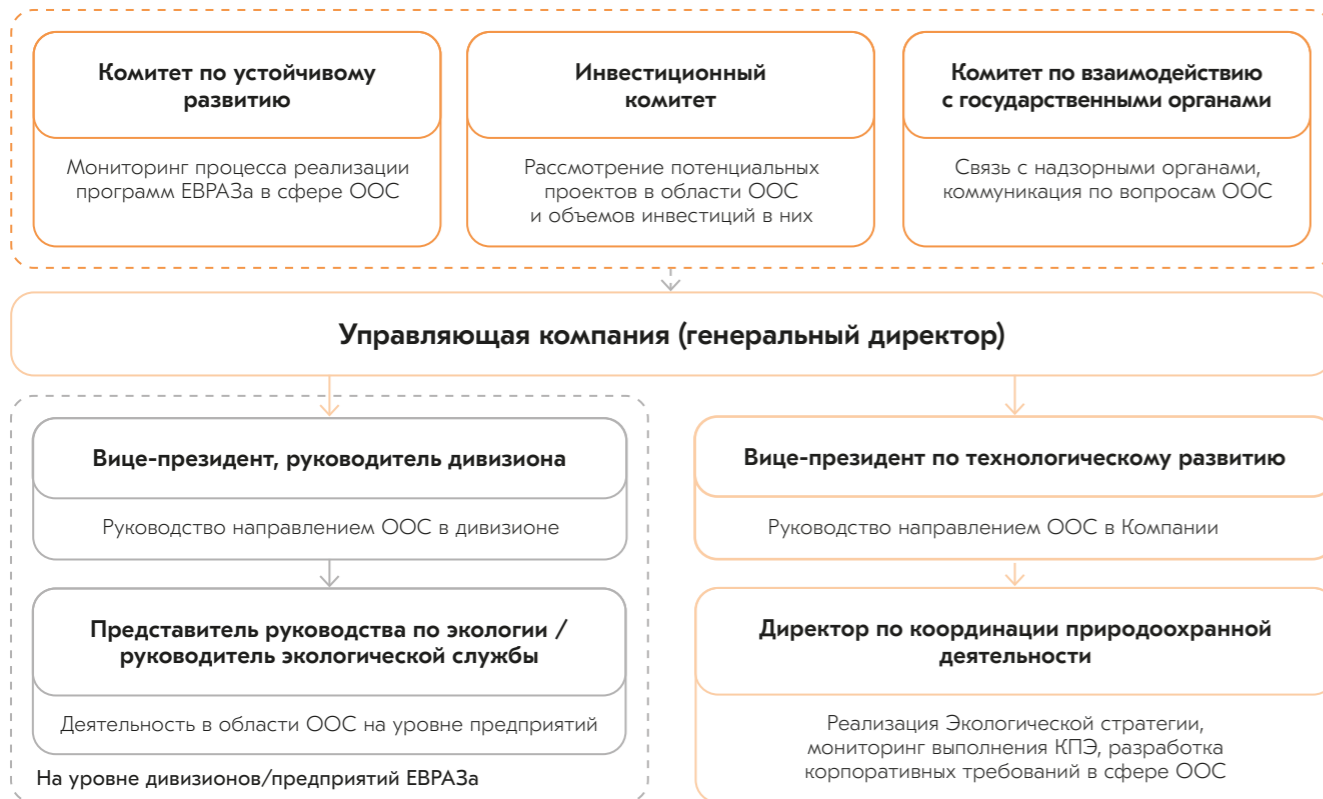 Комитет по устойчивому
развитию
Мониторинг процесса реализации
программ ЕВРАЗа в сфере ООС
Инвестиционный
комитет
Рассмотрение потенциальных
проектов в области ООС
и объемов инвестиций в них
Комитет по взаимодействию
с государственными органами
Связь с надзорными органами,
коммуникация по вопросам ООС
Управляющая компания (генеральный директор)
Вице-президент, руководитель дивизиона
Руководство направлением ООС в дивизионе
Представитель руководства по экологии /
руководитель экологической службы
Деятельность в области ООС на уровне предприятий
На уровне дивизионов/предприятий ЕВРАЗа
Вице-президент по технологическому развитию
Руководство направлением ООС в Компании
Директор по координации природоохранной
деятельности
Реализация Экологической стратегии,
мониторинг выполнения КПЭ, разработка
корпоративных требований в сфере ООС